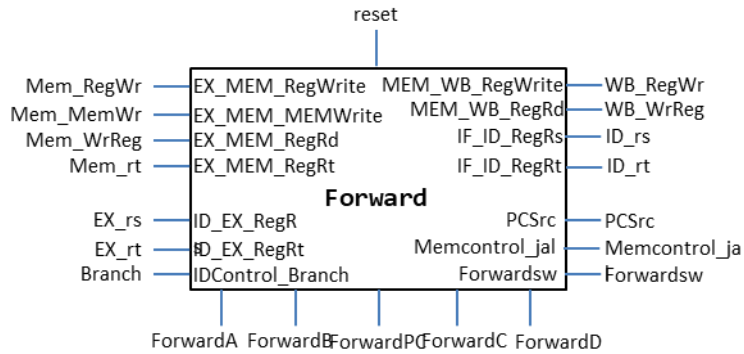 reset
Mem_RegWr EX_MEM_RegWrite MEM_WB_RegWrite WB_RegWr
Mem_MemWr EX_MEM_MEMWrite MEM_WB_RegRd WB_WrReg
Mem_WrReg EX_MEM_RegRd IF_ID_RegRs ID_rs
Mem_rt EX_MEM_RegRt IF_ID_RegRt ID_rt
Forward
EX_rs ID_EX_RegR PCSrc PCSrc
s
EX_rt ID_EX_RegRt Memcontrol_jal Memcontrol_ja
l
Branch IDControl_Branch Forwardsw Forwardsw
ForwardA ForwardB ForwardPC ForwardC ForwardD